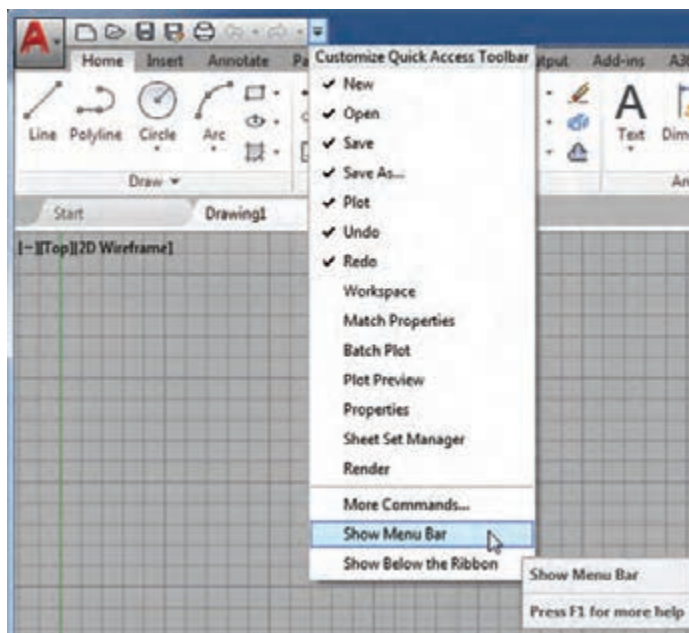 A
Customize Quick Access Toolbar
Home Insert Annotate
Add-ins
New
Open
Save
Save As...
Plot
Undo
Redo
Workspace
Match Properties
Batch Plot
Plot Preview
Properties
Sheet Set Manager
Render
More Commands...
Show Menu Bar
Show Below the Ribbon
Line Polyline Circle Arc
A
Text
Draw
Start Drawing1
[-][Top][2D Wireframe]
Show Menu Bar
Press F1 for more help